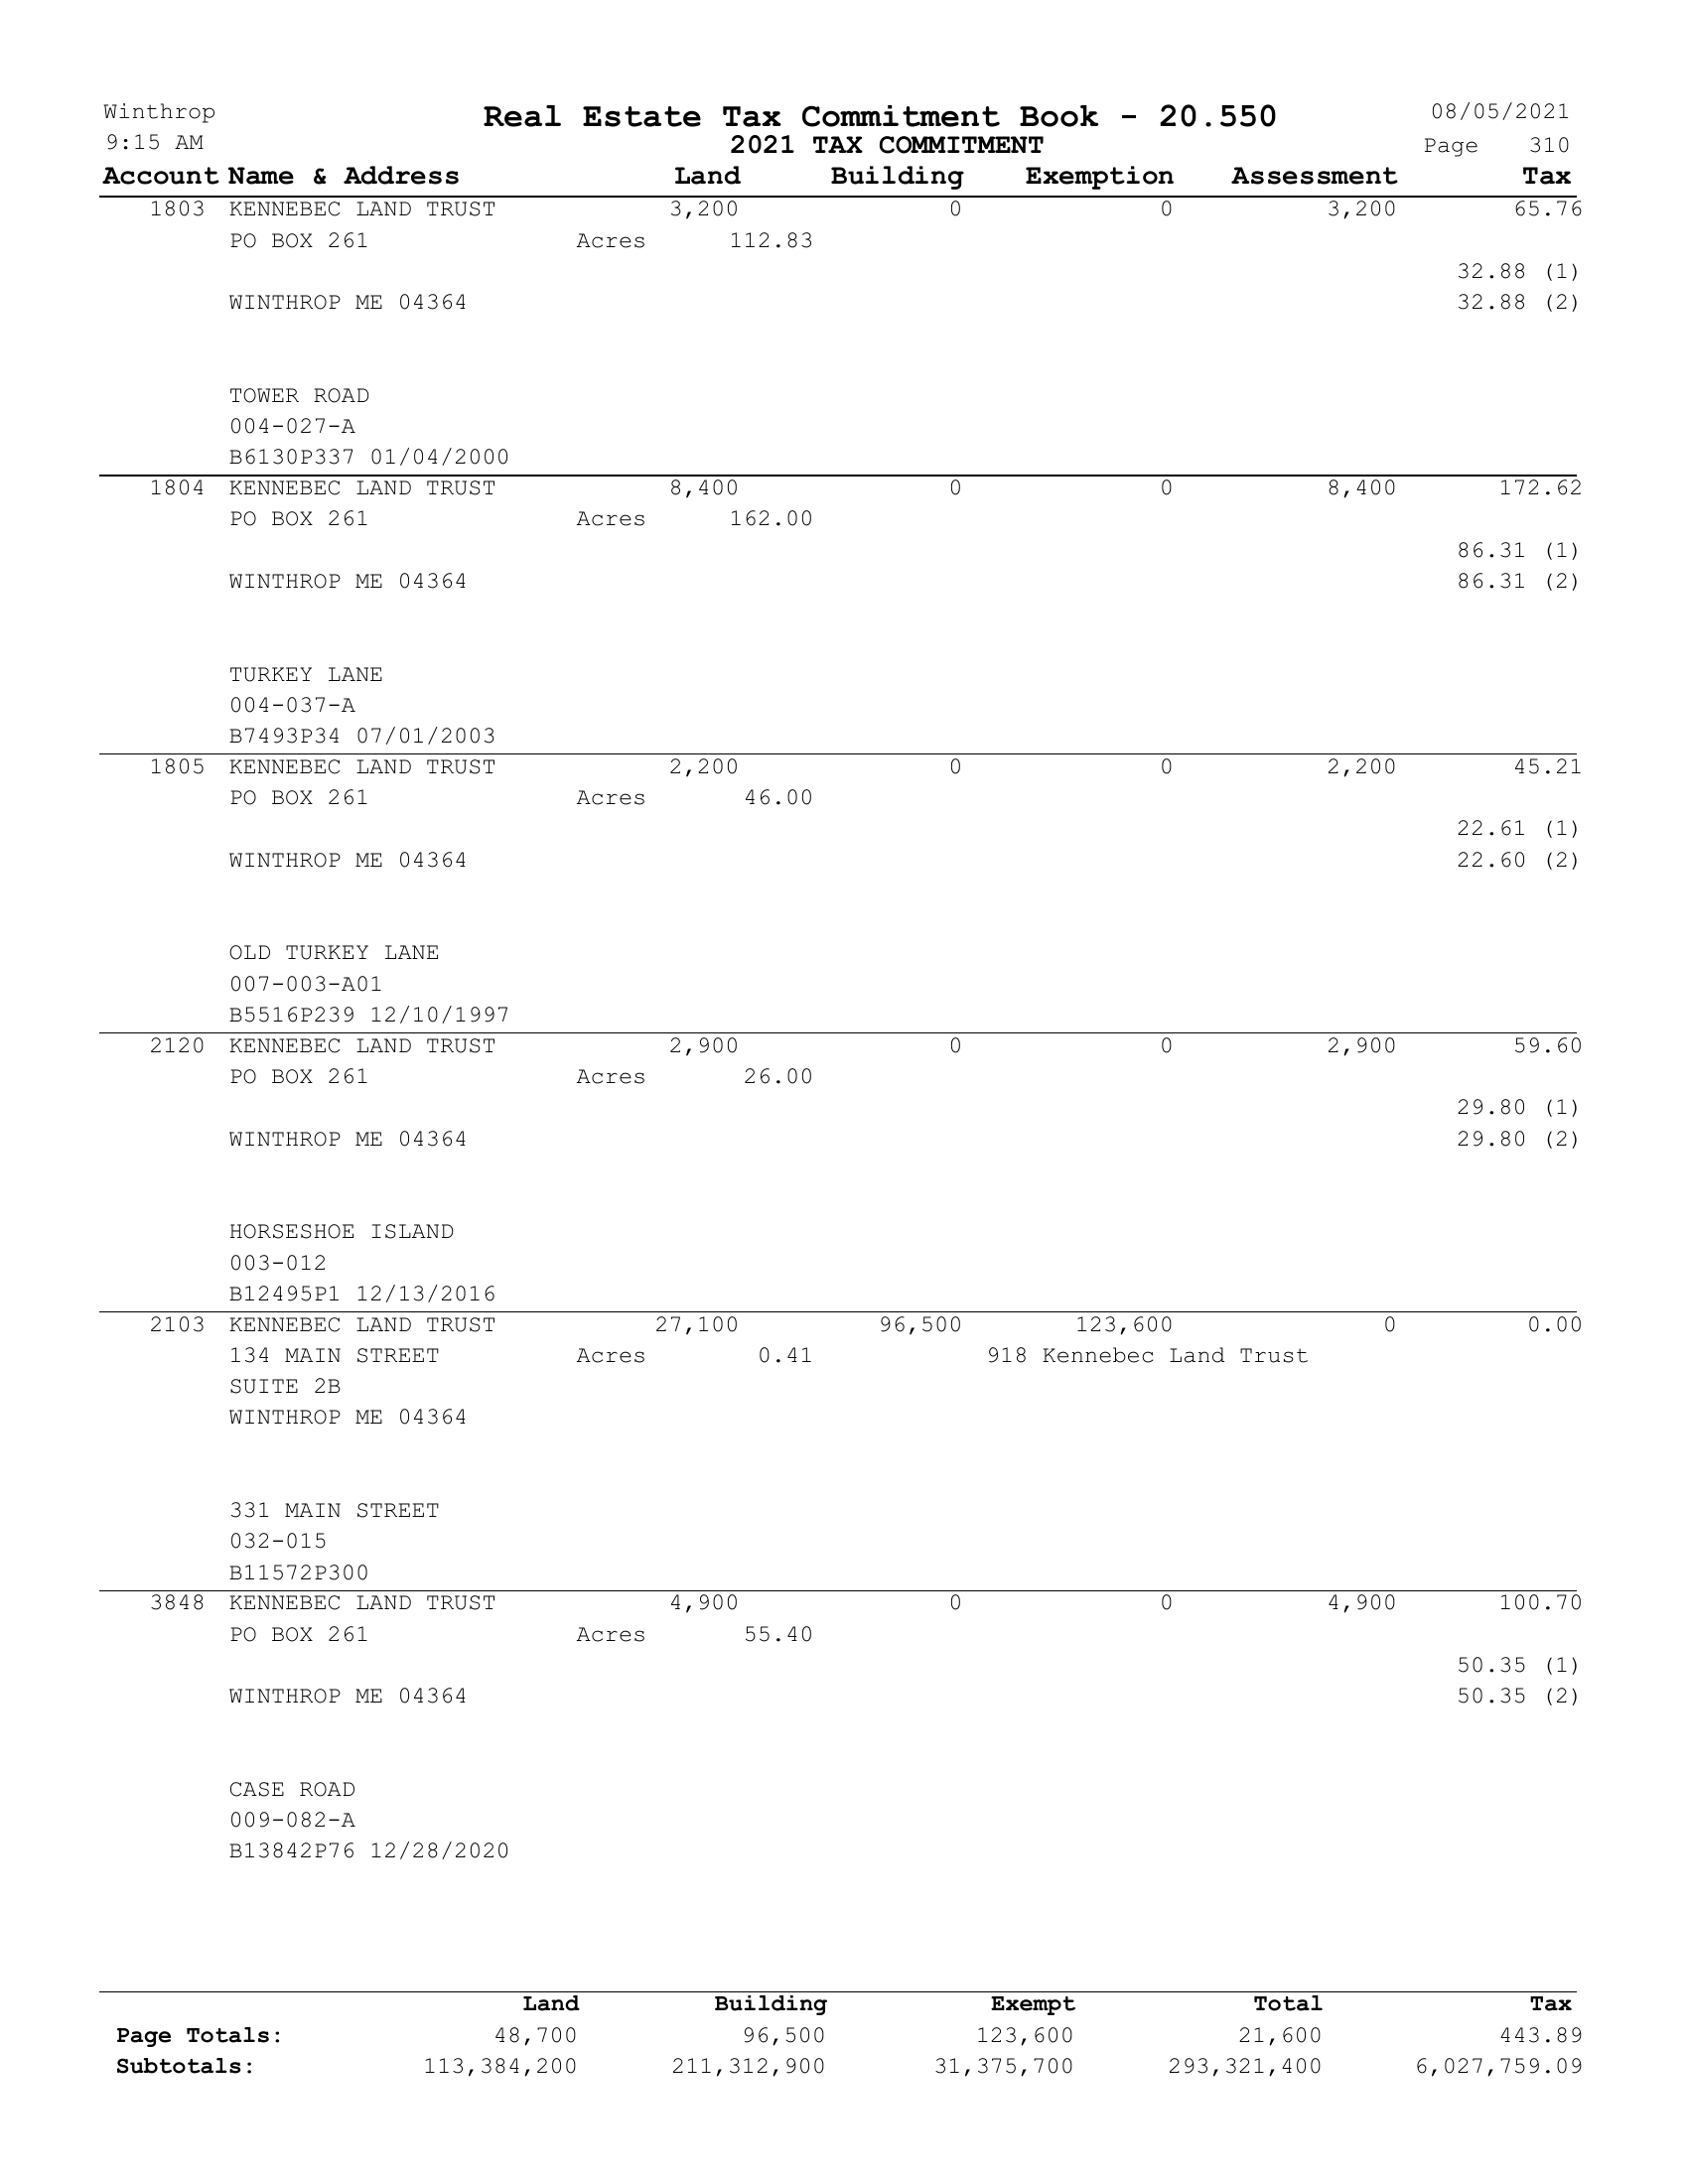 Winthrop Real Estate Tax Commitment Book - 20.550 08/05/2021
9:15 AM 2021 TAX COMMITMENT Page 310
Account Name & Address Land Building Exemption Assessment Tax
1803 KENNEBEC LAND TRUST 3,200 0 0 3,200 65.76
PO BOX 261 Acres 112.83
32.88 (1)
WINTHROP ME 04364 32.88 (2)
TOWER ROAD
004-027-A
B6130P337 01/04/2000
1804 KENNEBEC LAND TRUST 8,400 0 0 8,400 172.62
PO BOX 261 Acres 162.00
86.31 (1)
WINTHROP ME 04364 86.31 (2)
TURKEY LANE
004-037-A
B7493P34 07/01/2003
1805 KENNEBEC LAND TRUST 2,200 0 0 2,200 45.21
PO BOX 261 Acres 46.00
22.61 (1)
WINTHROP ME 04364 22.60 (2)
OLD TURKEY LANE
007-003-A01
B5516P239 12/10/1997
2120 KENNEBEC LAND TRUST 2,900 0 0 2,900 59.60
PO BOX 261 Acres 26.00
29.80 (1)
WINTHROP ME 04364 29.80 (2)
HORSESHOE ISLAND
003-012
B12495P1 12/13/2016
2103 KENNEBEC LAND TRUST 27,100 96,500 123,600 0 0.00
134 MAIN STREET Acres 0.41 918 Kennebec Land Trust
SUITE 2B
WINTHROP ME 04364
331 MAIN STREET
032-015
B11572P300
3848 KENNEBEC LAND TRUST 4,900 0 0 4,900 100.70
PO BOX 261 Acres 55.40
50.35 (1)
WINTHROP ME 04364 50.35 (2)
CASE ROAD
009-082-A
B13842P76 12/28/2020
Land Building Exempt Total Tax
Page Totals: 48,700 96,500 123,600 21,600 443.89
Subtotals: 113,384,200 211,312,900 31,375,700 293,321,400 6,027,759.09